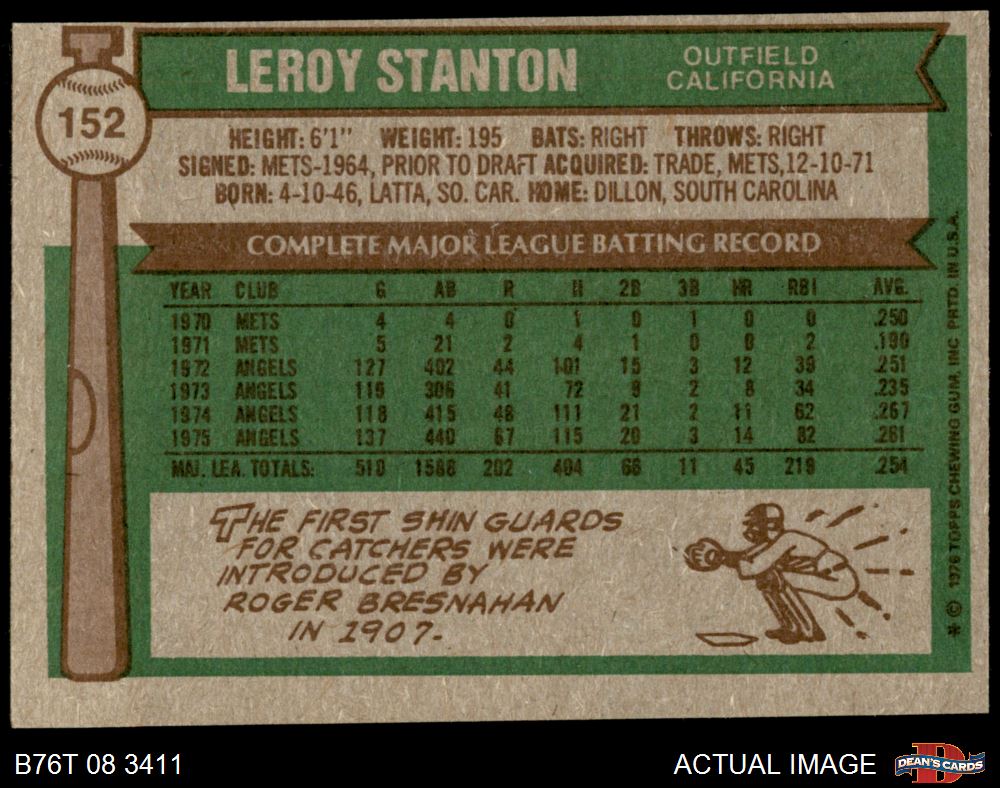 LEROY STANTON
OUTFIELD
CALIFORNIA
152
HEIGHT: 6'1" WEIGHT: 195 BATS: RIGHT THROWS: RIGHT
SIGNED: METS-1964, PRIOR TO DRAFT ACQUIRED: TRADE, METS,12-10-71
BORN: 4-10-46, LATTA, SO. CAR. HOME: DILLON, SOUTH CAROLINA
COMPLETE MAJOR LEAGUE BATTING RECORD
YEAR CLUB G AB R H 2B 3B HR RBI AVG.
1970 METS 4 4 0 1 0 1 0 0 .250
1971 METS 5 21 2 4 1 0 0 2 .190
1972 ANGELS 127 402 44 101 15 3 12 39 .251
1973 ANGELS 119 306 41 72 9 2 8 34 .235
1974 ANGELS 118 415 48 111 21 2 11 62 .267
1975 ANGELS 137 440 67 115 20 3 14 82 .261
MAJ. LEA. TOTALS: 510 1588 202 404 66 11 45 219 .254
THE FIRST SHIN GUARDS
FOR CATCHERS WERE
INTRODUCED BY
ROGER BRESNAHAN
IN 1907.
* © 1976 TOPPS CHEWING GUM, INC PRTD. IN U.S.A.
B76T 08 3411
ACTUAL IMAGE
DEAN'S CARDS